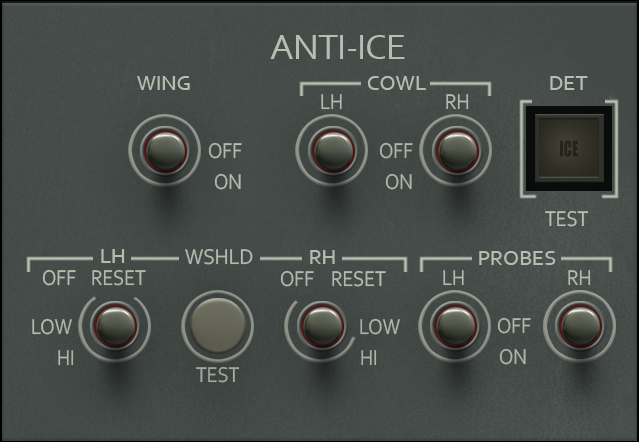 ANTI-ICE
WING
COWL
DET
LH
RH
OFF
OFF
ICE
ON
ON
TEST
LH
WSHLD
RH
PROBES
OFF RESET
OFF RESET
LH
RH
LOW
LOW
OFF
HI
HI
ON
TEST